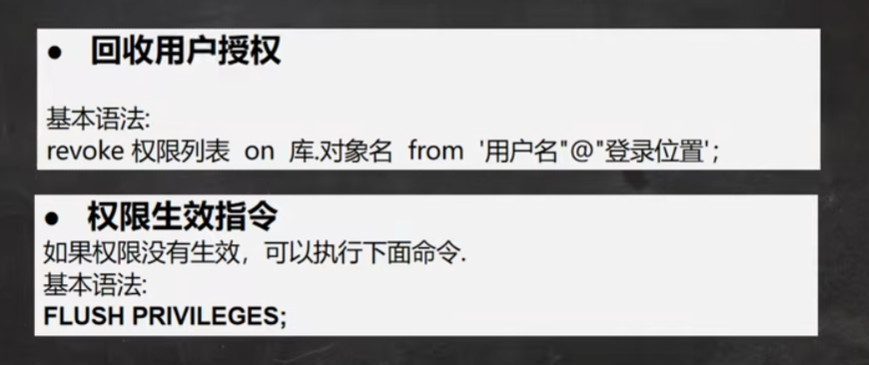 ● 回收用户授权
基本语法:
revoke 权限列表 on 库.对象名 from '用户名"@"登录位置';
● 权限生效指令
如果权限没有生效，可以执行下面命令.
基本语法:
FLUSH PRIVILEGES;